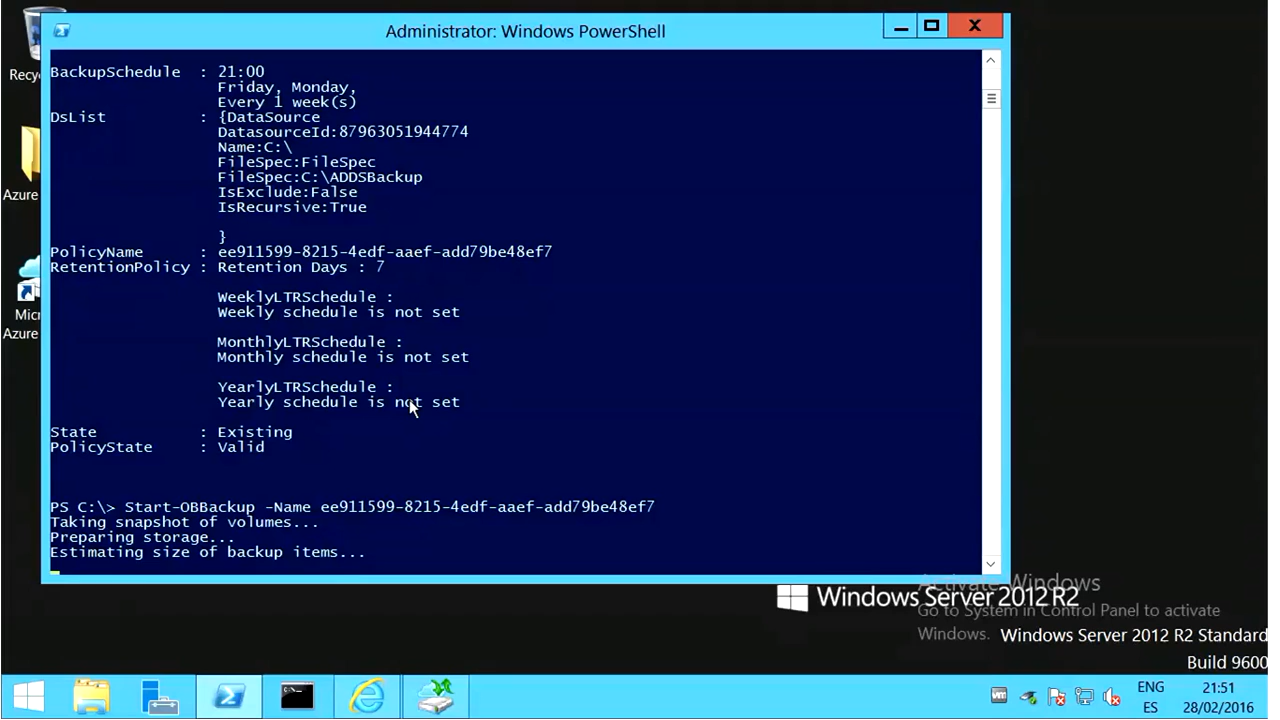 Administrator: Windows PowerShell
BackupSchedule : 21:00
Friday, Monday,
Every 1 week(s)
DsList : {DataSource
DatasourceId:87963051944774
Name:C:\
FileSpec:FileSpec
FileSpec:C:\ADDSBackup
IsExclude:False
IsRecursive:True
}
PolicyName : ee911599-8215-4edf-aaef-add79be48ef7
RetentionPolicy : Retention Days : 7
WeeklyLTRSchedule :
Weekly schedule is not set
MonthlyLTRSchedule :
Monthly schedule is not set
YearlyLTRSchedule :
Yearly schedule is not set
State : Existing
PolicyState : Valid
PS C:\> Start-OBBackup -Name ee911599-8215-4edf-aaef-add79be48ef7
Taking snapshot of volumes...
Preparing storage...
Estimating size of backup items...
Recyc
Azure
Micr
Azure
Activate Windows
Windows Server 2012 R2
Go to System in Control Panel to activate
Windows.
Windows Server 2012 R2 Standard
Build 9600
ENG
ES
21:51
28/02/2016